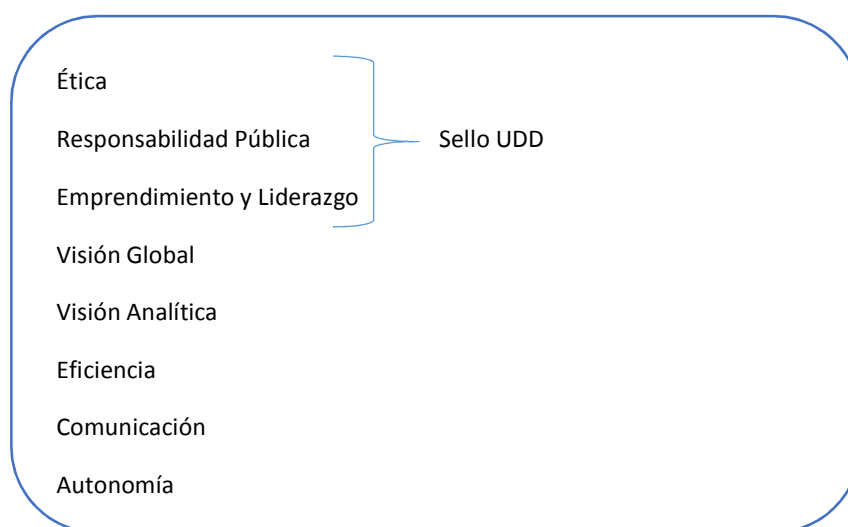 Ética
Responsabilidad Pública
Sello UDD
Emprendimiento y Liderazgo
Visión Global
Visión Analítica
Eficiencia
Comunicación
Autonomía